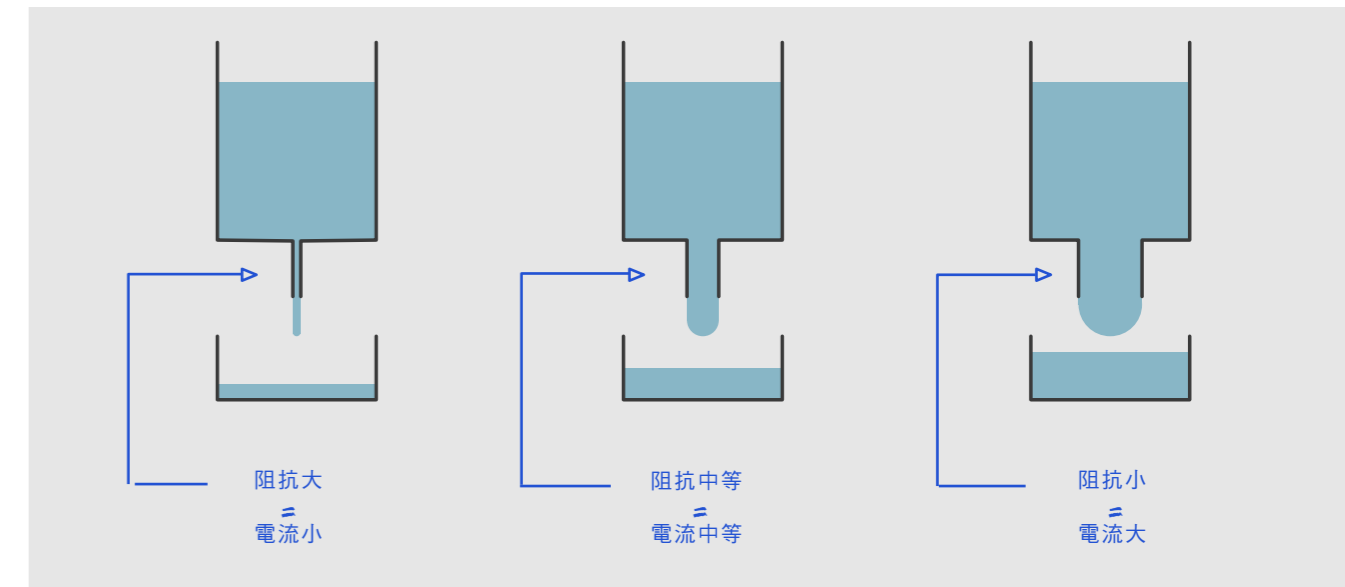 阻抗大
=
電流小
阻抗中等
=
電流中等
阻抗小
=
電流大